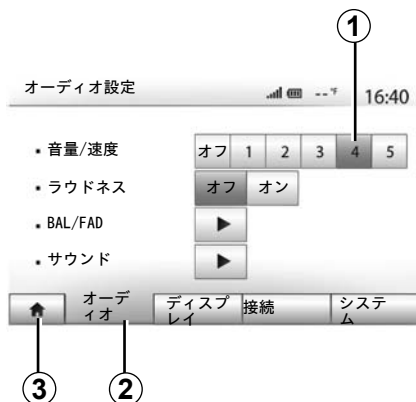 ①
オーディオ設定
--°F 16:40
・音量/速度 オフ 1 2 3 4 5
・ラウドネス オフ オン
・BAL/FAD ▶
・サウンド ▶
オーデ
ィオ
ディスプ
レイ
接続
システ
ム
③ ②